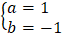 a = 1
b = −1